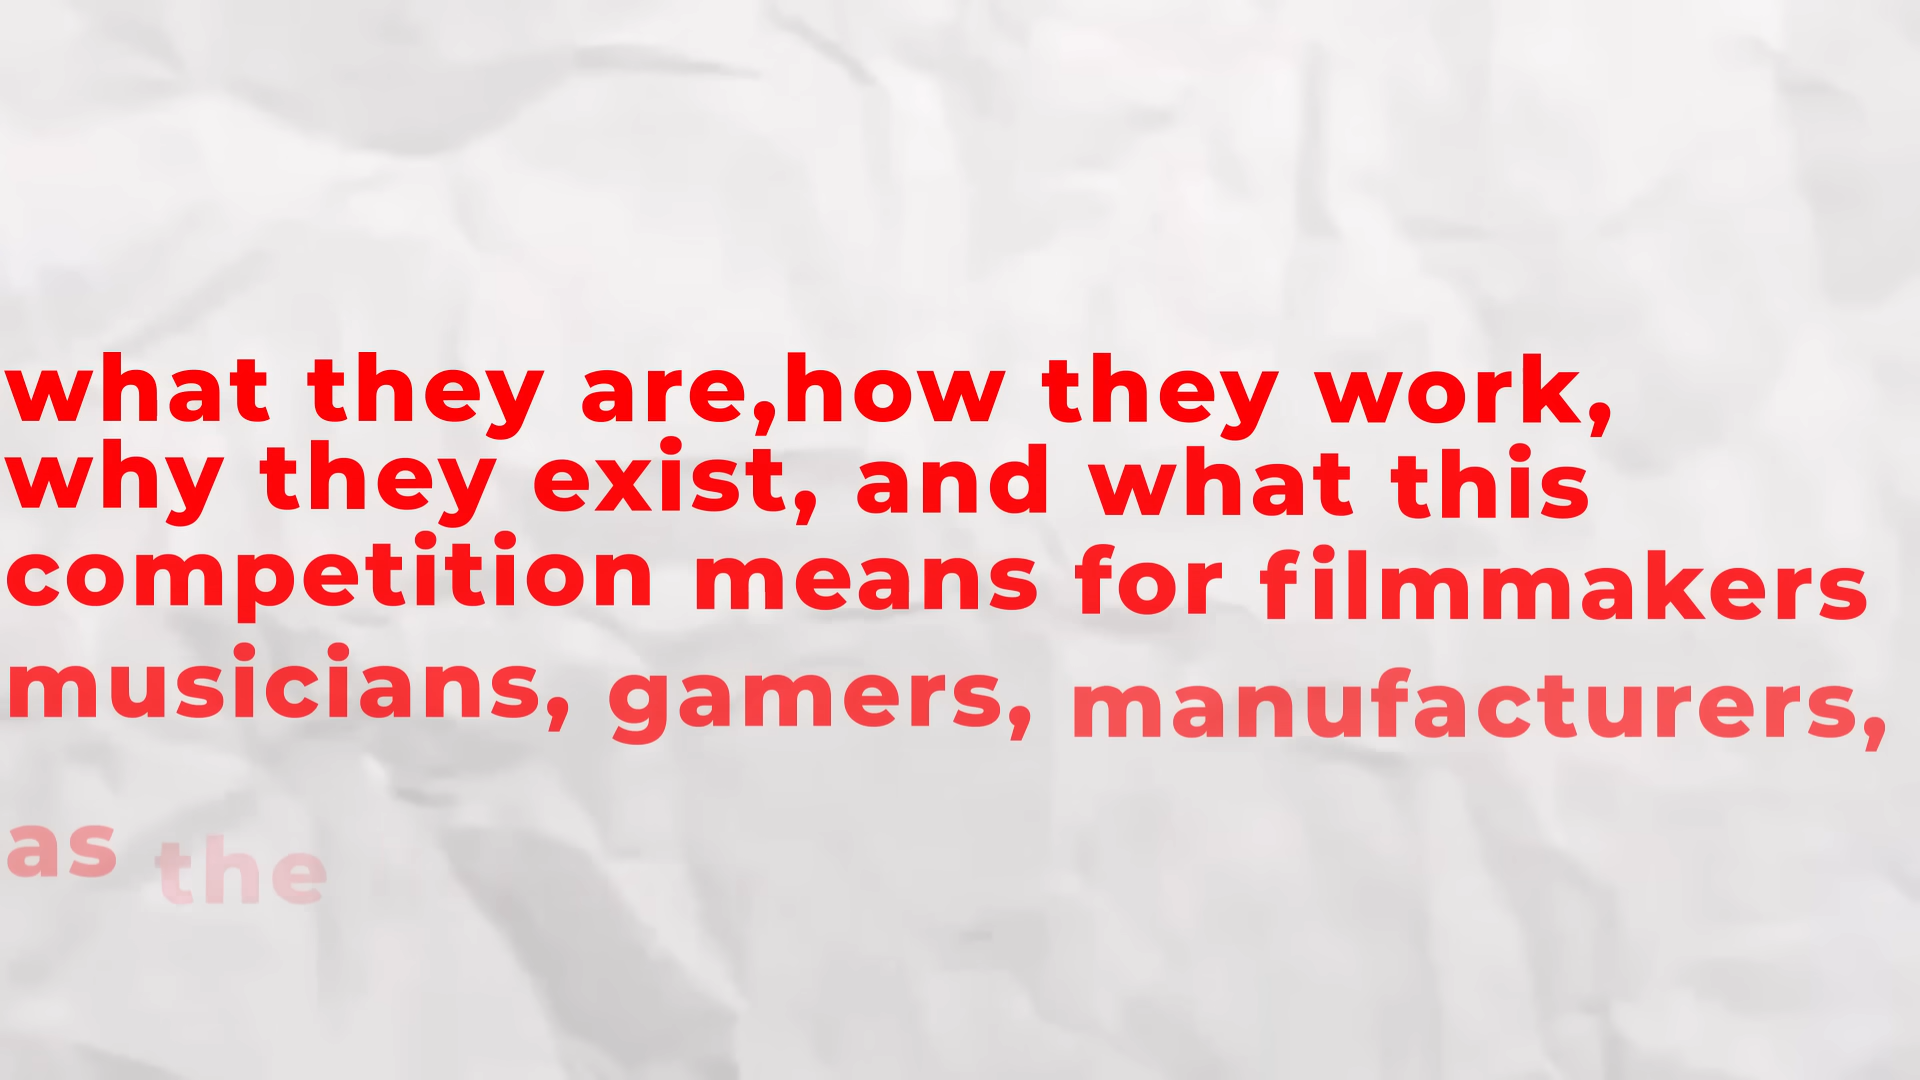 what they are,how they work,
why they exist, and what this
competition means for filmmakers
musicians, gamers, manufacturers,
as the